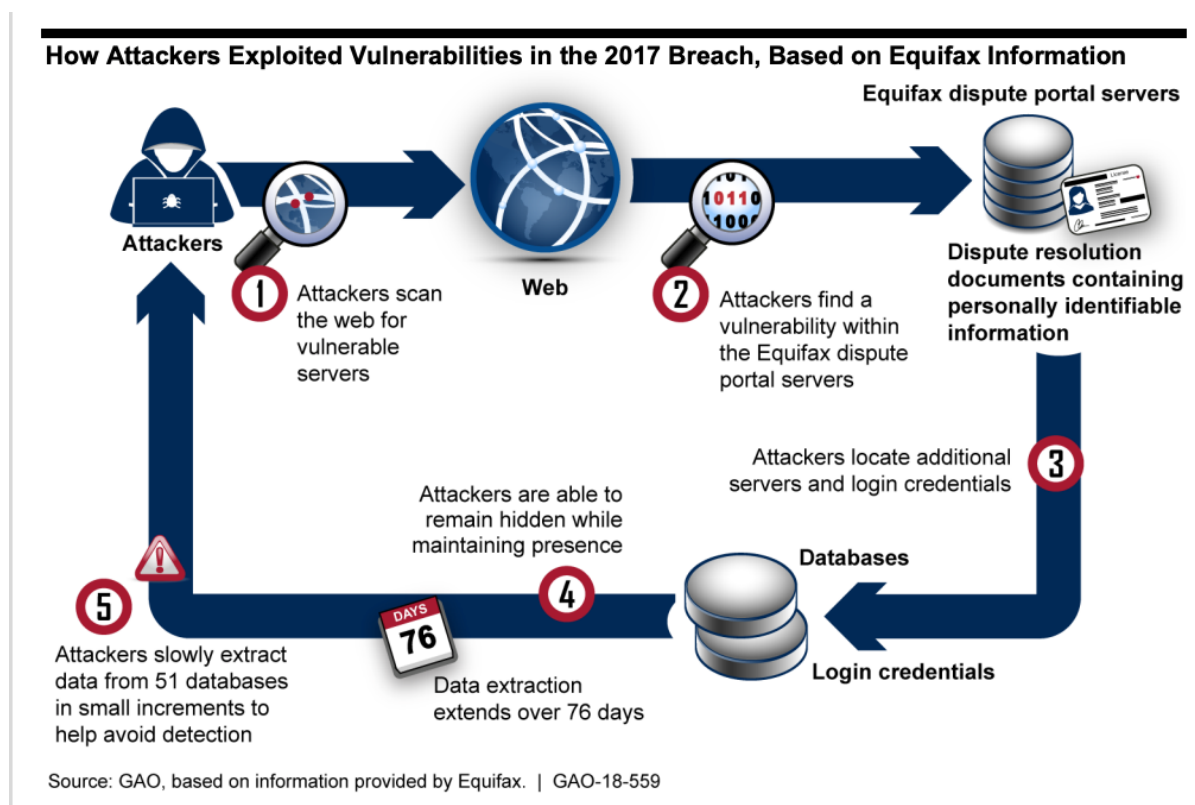 How Attackers Exploited Vulnerabilities in the 2017 Breach, Based on Equifax Information
Equifax dispute portal servers
Attackers
Web
101
10110
1100
License
Dispute resolution
documents containing
personally identifiable
information
1
Attackers scan
the web for
vulnerable
servers
2
Attackers find a
vulnerability within
the Equifax dispute
portal servers
3
Attackers locate additional
servers and login credentials
Databases
Login credentials
4
Attackers are able to
remain hidden while
maintaining presence
DAYS
76
Data extraction
extends over 76 days
5
Attackers slowly extract
data from 51 databases
in small increments to
help avoid detection
Source: GAO, based on information provided by Equifax. | GAO-18-559